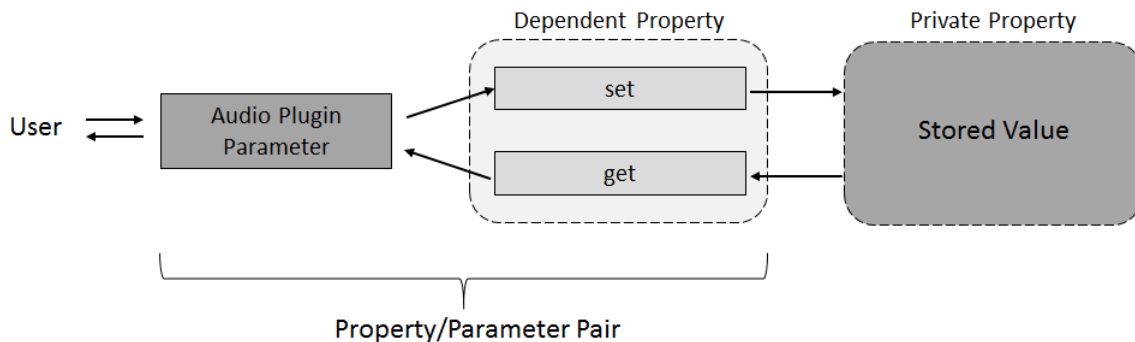 Dependent Property
Private Property
User
Audio Plugin
Parameter
set
get
Stored Value
Property/Parameter Pair